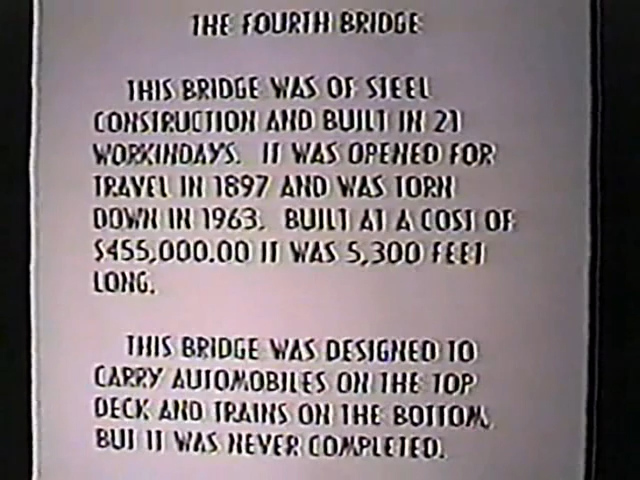 THE FOURTH BRIDGE
THIS BRIDGE WAS OF STEEL
CONSTRUCTION AND BUILT IN 21
WORKINDAYS. IT WAS OPENED FOR
TRAVEL IN 1897 AND WAS TORN
DOWN IN 1963. BUILT AT A COST OF
$455,000.00 IT WAS 5,300 FEET
LONG.
THIS BRIDGE WAS DESIGNED TO
CARRY AUTOMOBILES ON THE TOP
DECK AND TRAINS ON THE BOTTOM,
BUT IT WAS NEVER COMPLETED.